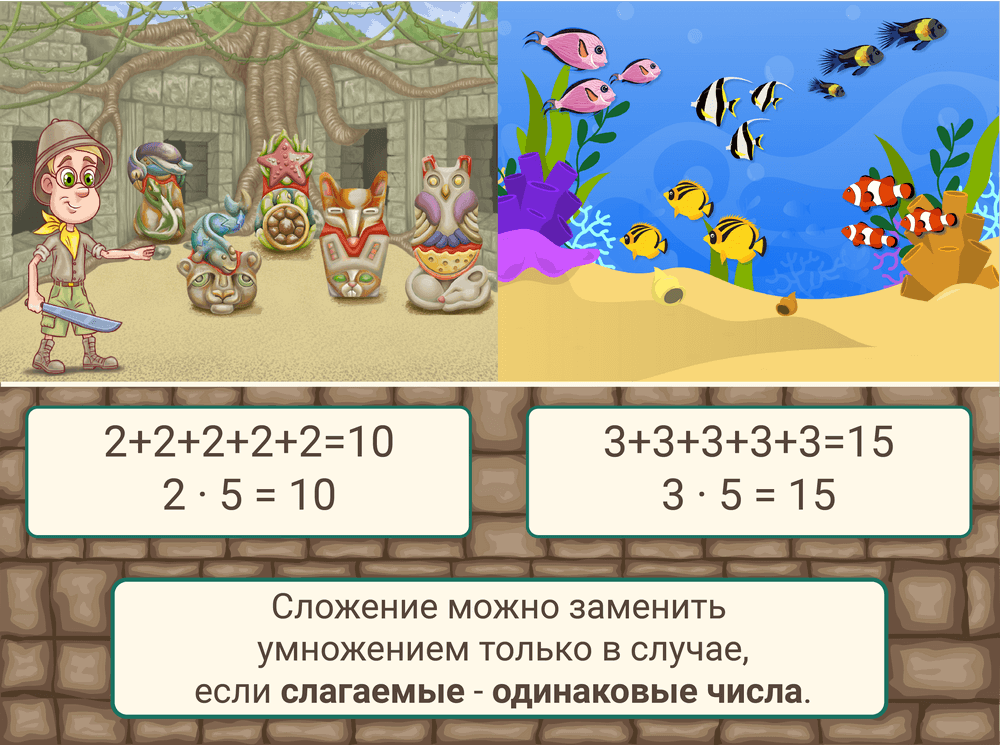 2+2+2+2+2=10
2 · 5 = 10
3+3+3+3+3=15
3 · 5 = 15
Сложение можно заменить
умножением только в случае,
если слагаемые - одинаковые числа.